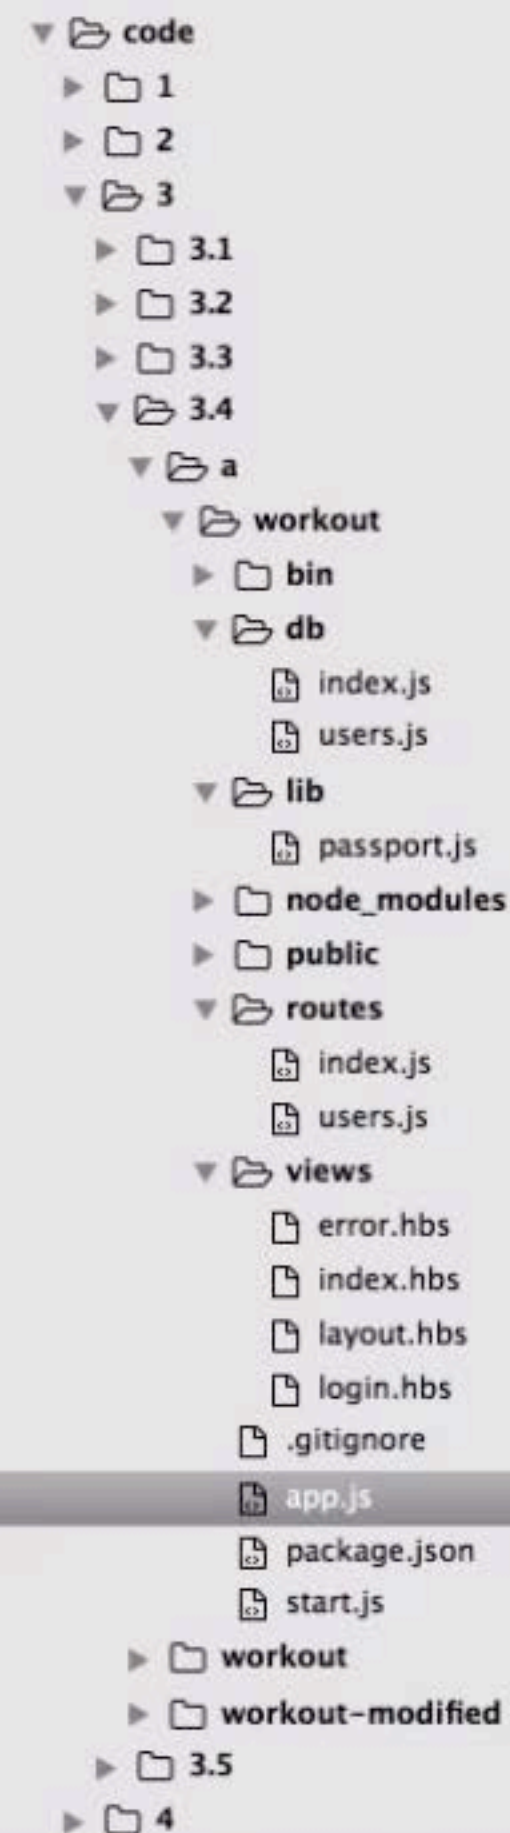 code
1
2
3
3.1
3.2
3.3
3.4
a
workout
bin
db
index.js
users.js
lib
passport.js
node_modules
public
routes
index.js
users.js
views
error.hbs
index.hbs
layout.hbs
login.hbs
.gitignore
app.js
package.json
start.js
workout
workout-modified
3.5
4